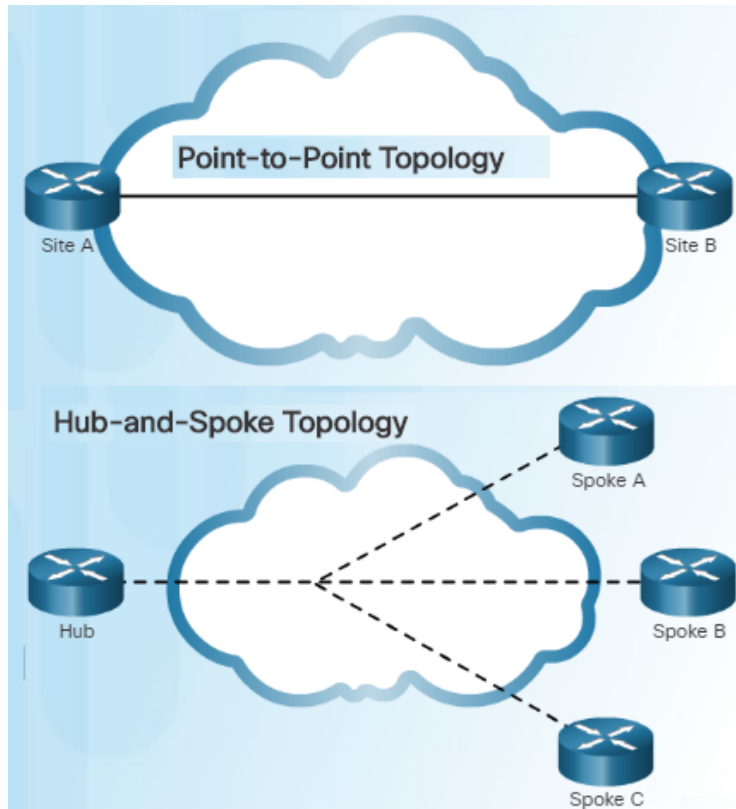 Point-to-Point Topology
Site A
Site B
Hub-and-Spoke Topology
Spoke A
Hub
Spoke B
Spoke C